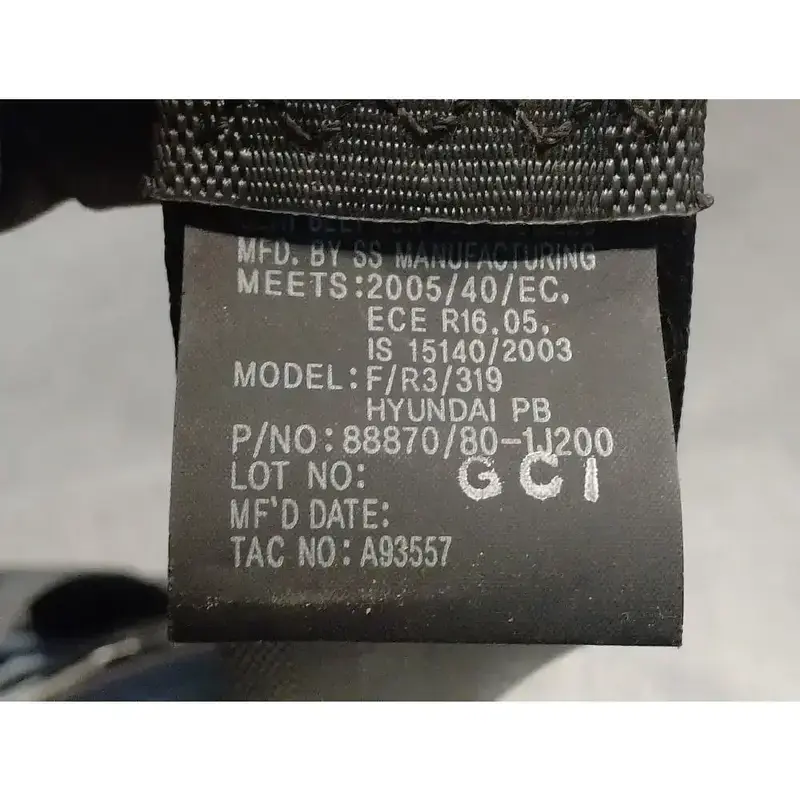 MFD. BY SS MANUFACTURING
MEETS:2005/40/EC,
ECE R16.05,
IS 15140/2003
MODEL:F/R3/319
HYUNDAI PB
P/NO:88870/80-1J200
LOT NO: GCI
MF'D DATE:
TAC NO:A93557